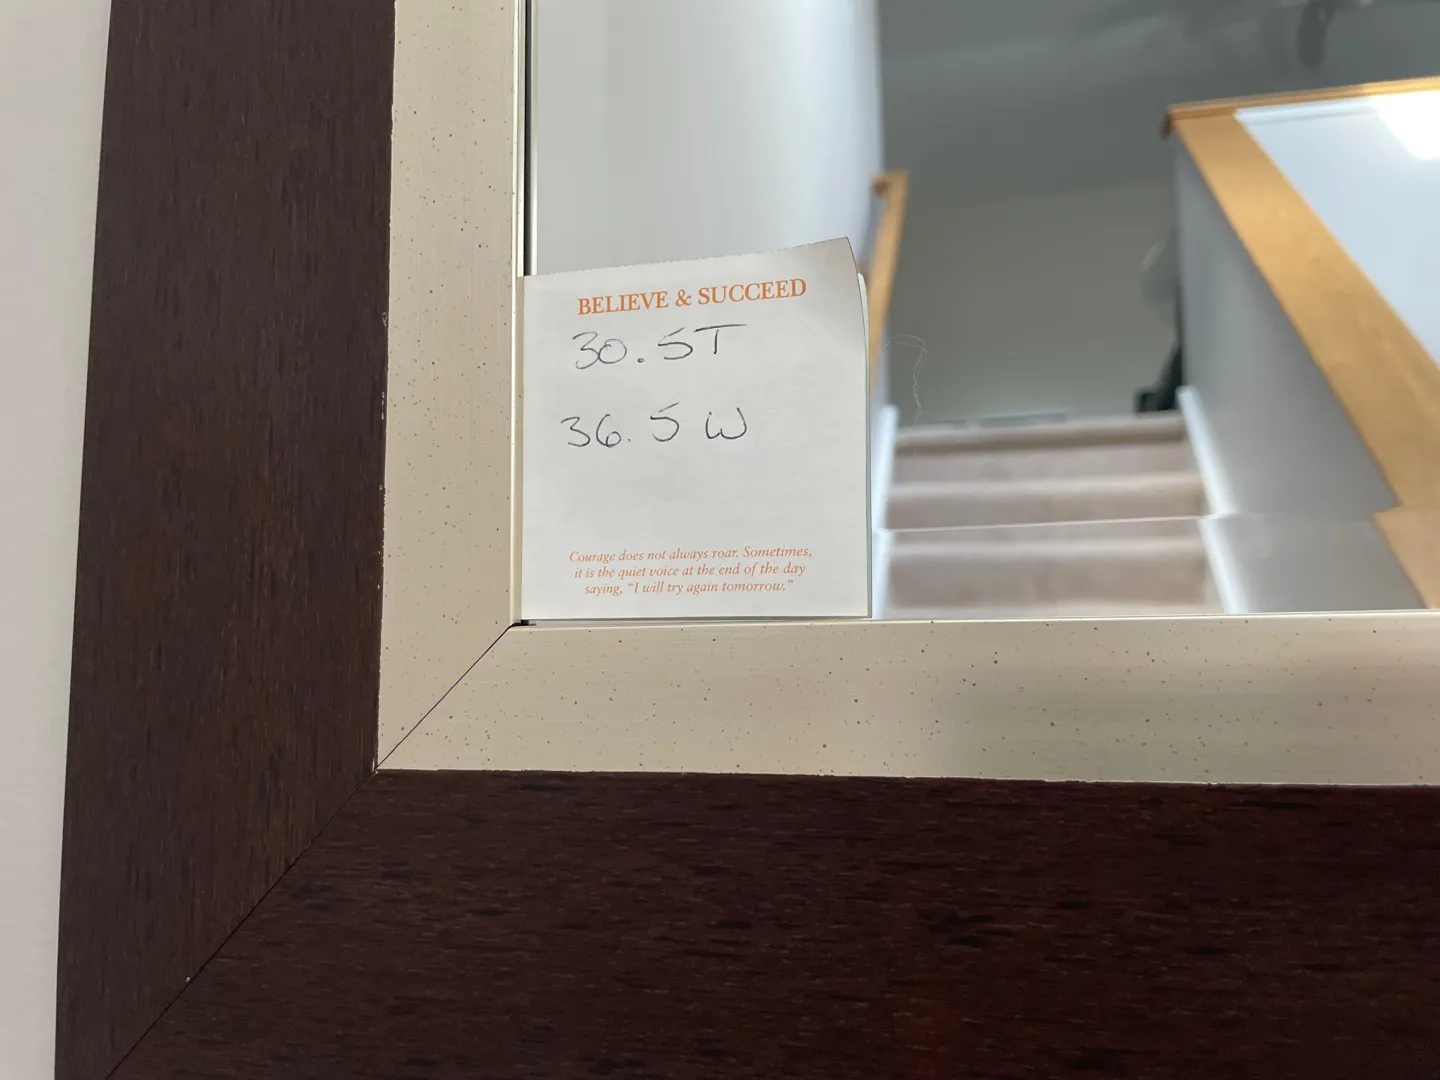 BELIEVE & SUCCEED
30.5T
36.5 W
Courage does not always roar. Sometimes,
it is the quiet voice at the end of the day
saying, “I will try again tomorrow.”